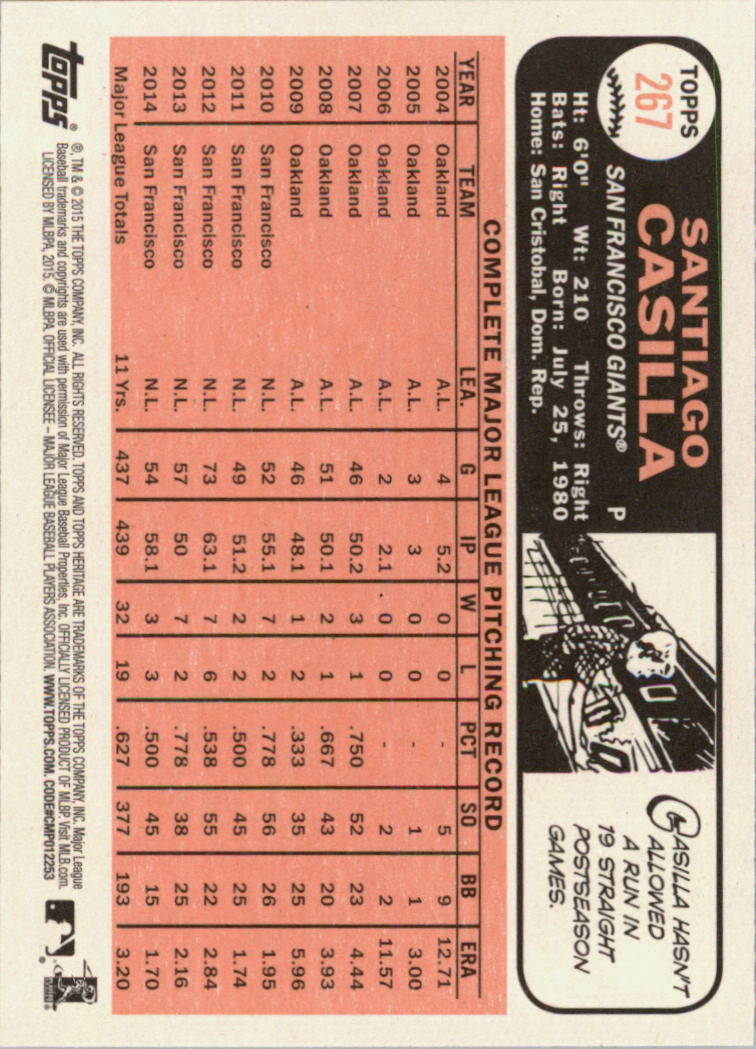 TOPPS
267
SANTIAGO
CASILLA
SAN FRANCISCO GIANTS® P
Ht: 6'0" Wt: 210 Throws: Right
Bats: Right Born: July 25, 1980
Home: San Cristobal, Dom. Rep.
CASILLA HASN'T
ALLOWED
A RUN IN
19 STRAIGHT
POSTSEASON
GAMES.
COMPLETE MAJOR LEAGUE PITCHING RECORD
YEAR TEAM LEA. G IP W L PCT SO BB ERA
2004 Oakland A.L. 4 5.2 0 0 - 5 9 12.71
2005 Oakland A.L. 3 3 0 0 - 1 1 3.00
2006 Oakland A.L. 2 2.1 0 0 - 2 2 11.57
2007 Oakland A.L. 46 50.2 3 1 .750 52 23 4.44
2008 Oakland A.L. 51 50.1 2 1 .667 43 20 3.93
2009 Oakland A.L. 46 48.1 1 2 .333 35 25 5.96
2010 San Francisco N.L. 52 55.1 7 2 .778 56 26 1.95
2011 San Francisco N.L. 49 51.2 2 2 .500 45 25 1.74
2012 San Francisco N.L. 73 63.1 7 6 .538 55 22 2.84
2013 San Francisco N.L. 57 50 7 2 .778 38 25 2.16
2014 San Francisco N.L. 54 58.1 3 3 .500 45 15 1.70
Major League Totals 11 Yrs. 437 439 32 19 .627 377 193 3.20
topps®
®, TM & © 2015 THE TOPPS COMPANY, INC. ALL RIGHTS RESERVED. TOPPS AND TOPPS HERITAGE ARE TRADEMARKS OF THE TOPPS COMPANY, INC. Major League
Baseball trademarks and copyrights are used with permission of Major League Baseball Properties, Inc. OFFICIALLY LICENSED PRODUCT OF MLBP. Visit MLB.com.
LICENSED BY MLBPA, 2015. © MLBPA. OFFICIAL LICENSEE – MAJOR LEAGUE BASEBALL PLAYERS ASSOCIATION. WWW.TOPPS.COM. CODE#CMP012253